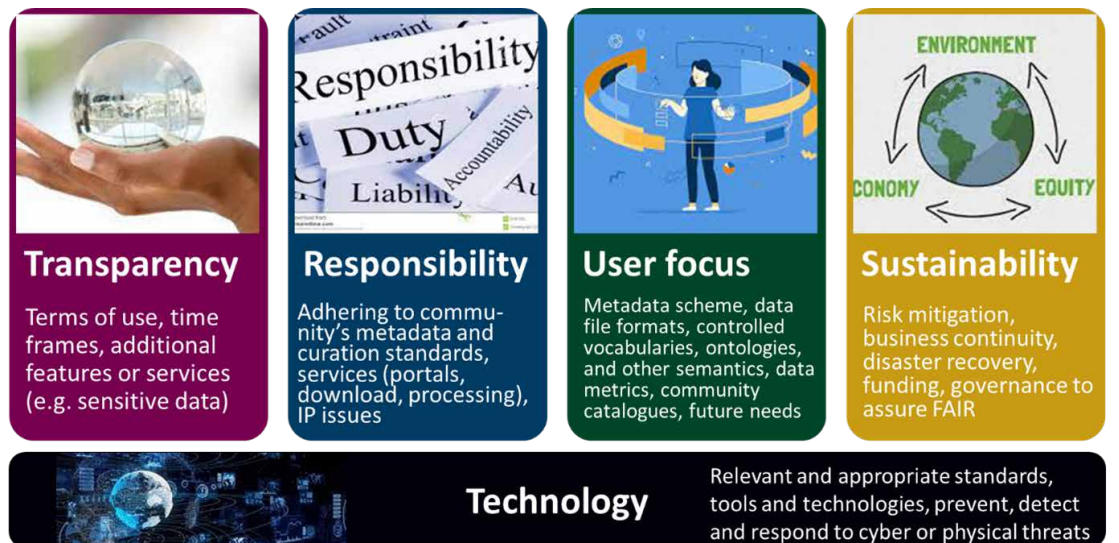 ault
traint
Responsibility
Duty
Accountability
Liability
Au
ENVIRONMENT
CONOMY
EQUITY
Transparency
Terms of use, time
frames, additional
features or services
(e.g. sensitive data)
Responsibility
Adhering to commu-
nity's metadata and
curation standards,
services (portals,
download, processing),
IP issues
User focus
Metadata scheme, data
file formats, controlled
vocabularies, ontologies,
and other semantics, data
metrics, community
catalogues, future needs
Sustainability
Risk mitigation,
business continuity,
disaster recovery,
funding, governance to
assure FAIR
Technology
Relevant and appropriate standards,
tools and technologies, prevent, detect
and respond to cyber or physical threats